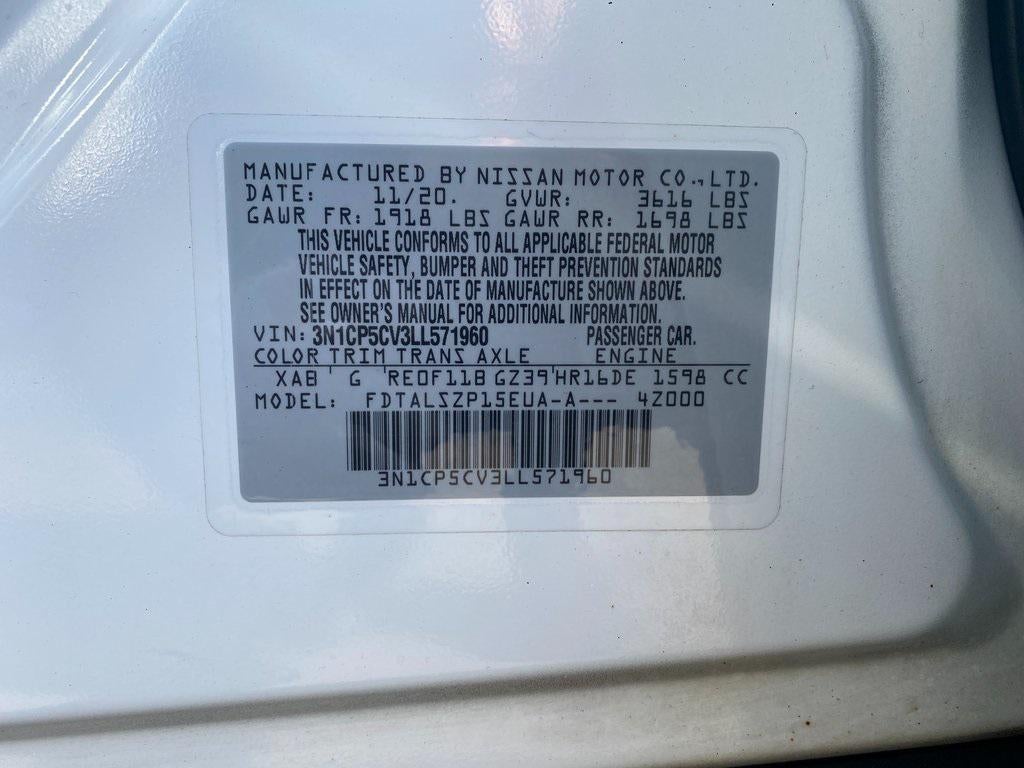 MANUFACTURED BY NISSAN MOTOR CO., LTD.
DATE: 11/20. GVWR: 3616 LBS
GAWR FR: 1918 LBS GAWR RR: 1698 LBS
THIS VEHICLE CONFORMS TO ALL APPLICABLE FEDERAL MOTOR
VEHICLE SAFETY, BUMPER AND THEFT PREVENTION STANDARDS
IN EFFECT ON THE DATE OF MANUFACTURE SHOWN ABOVE.
SEE OWNER'S MANUAL FOR ADDITIONAL INFORMATION.
VIN: 3N1CP5CV3LL571960 PASSENGER CAR.
COLOR TRIM TRANS AXLE ENGINE
XAB G RE0F11B GZ39 HR16DE 1598 CC
MODEL: FDTALSZP15EUA-A--- 4Z000
3N1CP5CV3LL571960